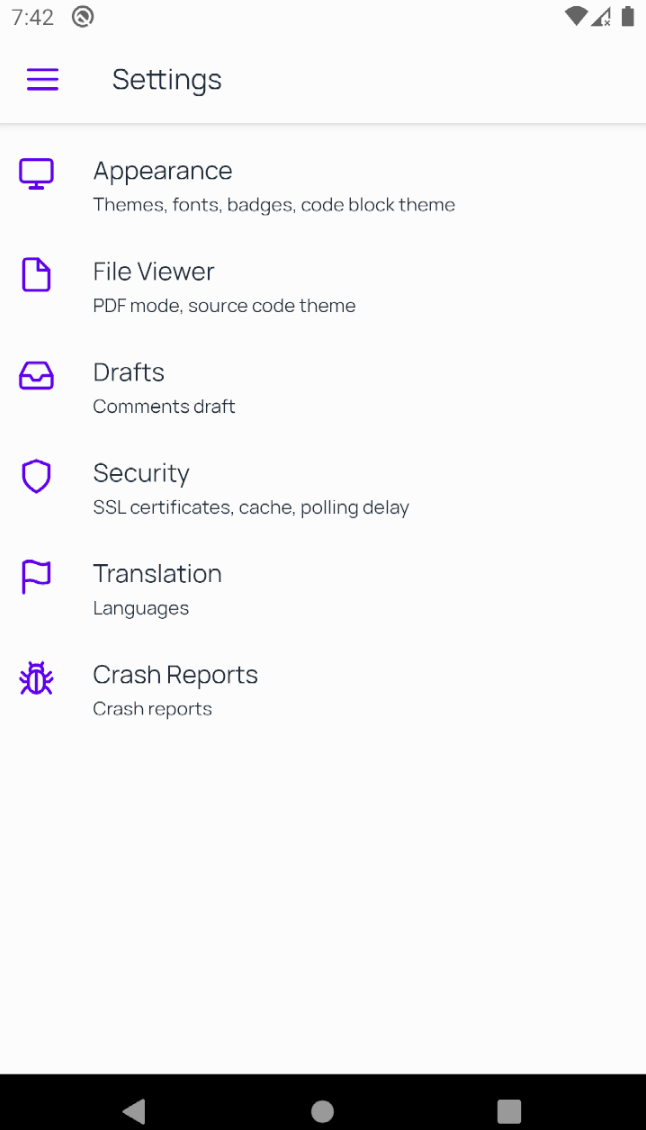 7:42
Settings
Appearance
Themes, fonts, badges, code block theme
File Viewer
PDF mode, source code theme
Drafts
Comments draft
Security
SSL certificates, cache, polling delay
Translation
Languages
Crash Reports
Crash reports